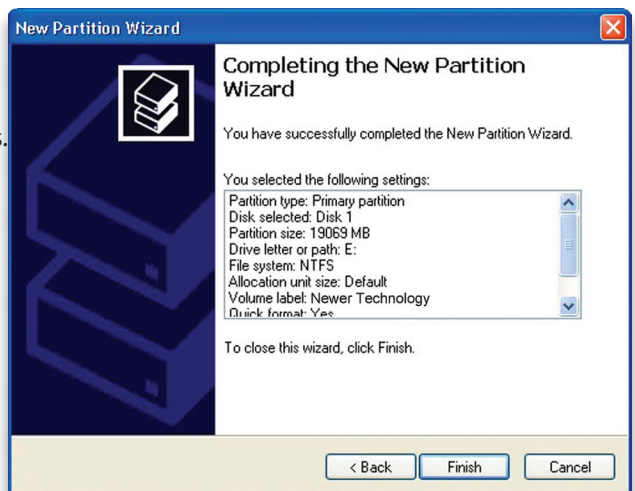 New Partition Wizard
Completing the New Partition
Wizard
You have successfully completed the New Partition Wizard.
You selected the following settings:
Partition type: Primary partition
Disk selected: Disk 1
Partition size: 19069 MB
Drive letter or path: E:
File system: NTFS
Allocation unit size: Default
Volume label: Newer Technology
Quick format: Yes
To close this wizard, click Finish.
< Back
Finish
Cancel